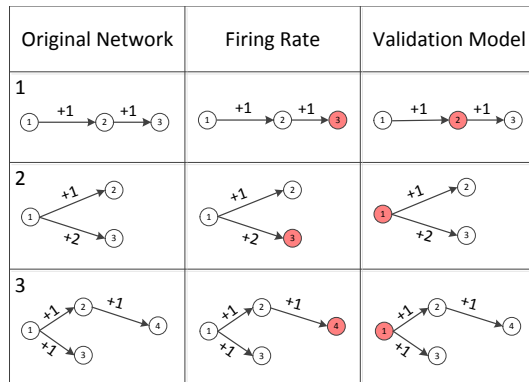 Original Network Firing Rate Validation Model
1
+1 +1 +1 +1 +1 +1
1 2 3 1 2 3 1 2 3
2
+1 +1 +1
2 2 2
1 1 1
+2 +2 +2
3 3 3
3
+1 +1 +1 +1 +1 +1
2 2 2
1 4 1 4 1 4
+1 +1 +1
3 3 3